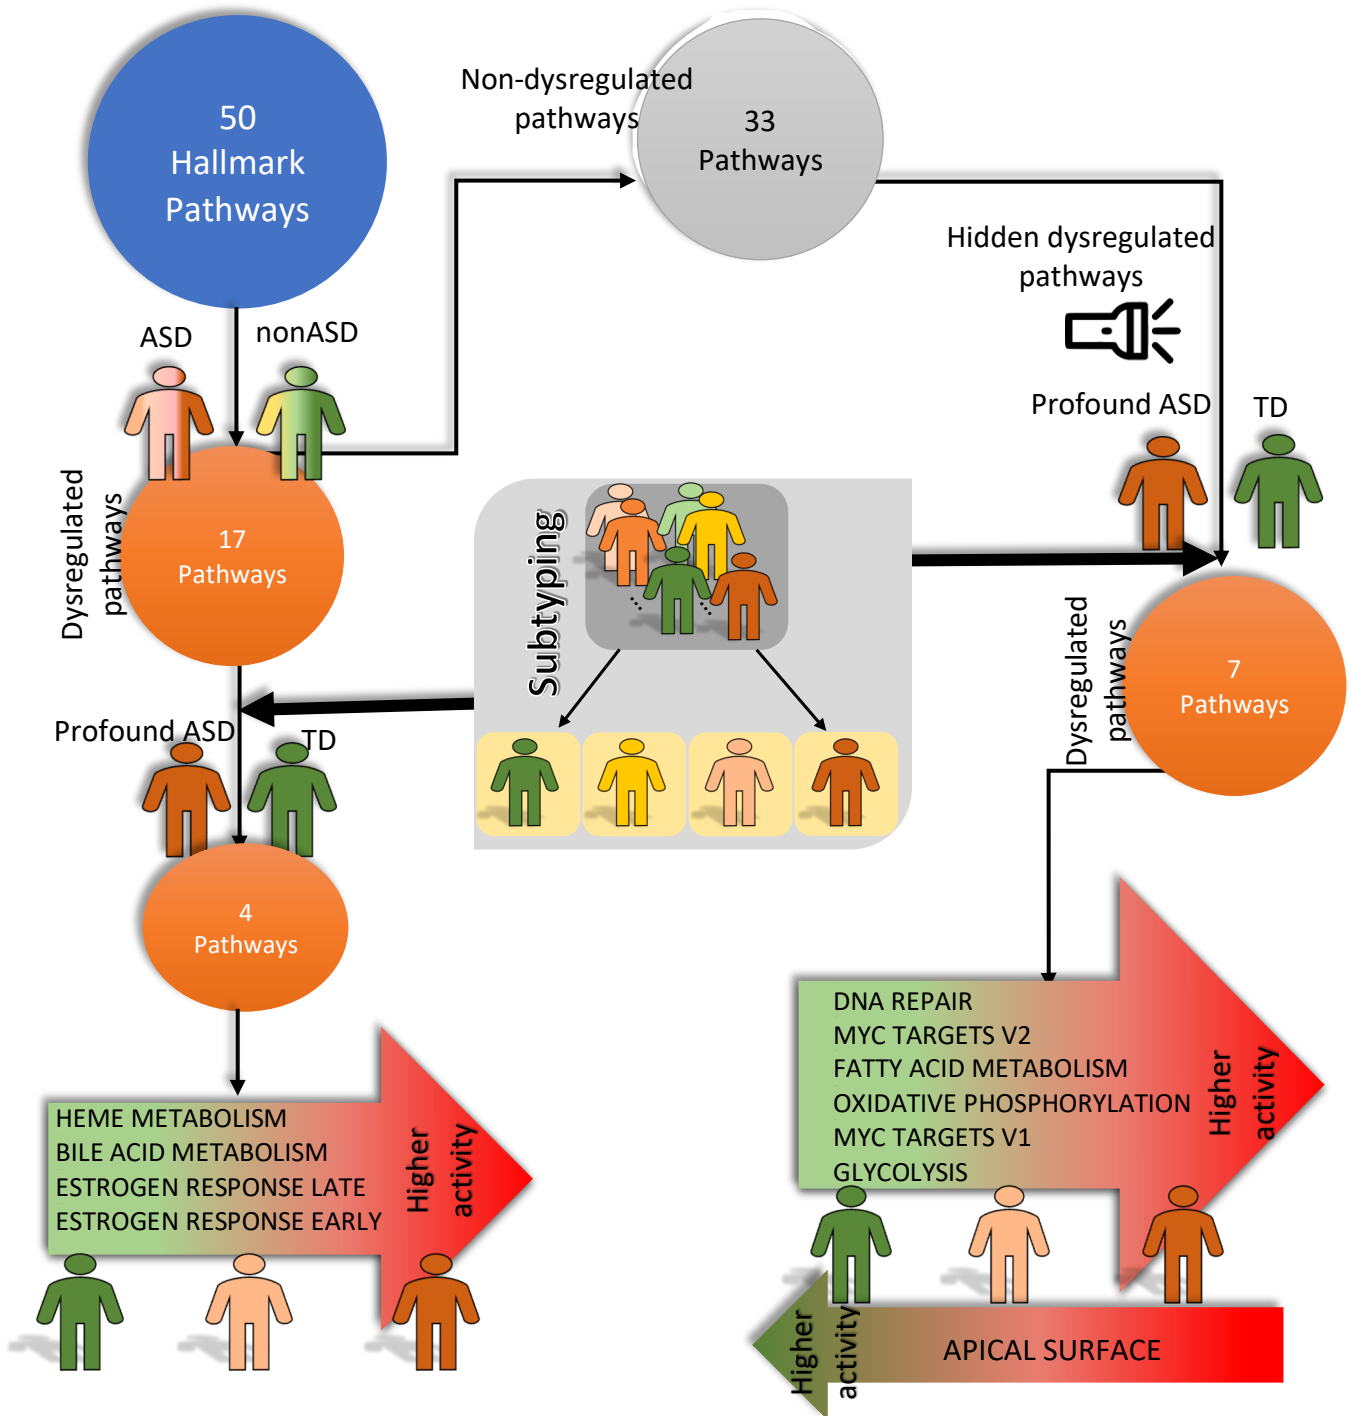 50
Hallmark
Pathways
Non-dysregulated
pathways
33
Pathways
Hidden dysregulated
pathways
ASD
nonASD
Profound ASD
TD
Dysregulated
pathways
17
Pathways
Subtyping
...
...
Dysregulated
pathways
7
Pathways
Profound ASD
TD
4
Pathways
HEME METABOLISM
BILE ACID METABOLISM
ESTROGEN RESPONSE LATE
ESTROGEN RESPONSE EARLY
Higher
activity
DNA REPAIR
MYC TARGETS V2
FATTY ACID METABOLISM
OXIDATIVE PHOSPHORYLATION
MYC TARGETS V1
GLYCOLYSIS
Higher
activity
Higher
activity
APICAL SURFACE